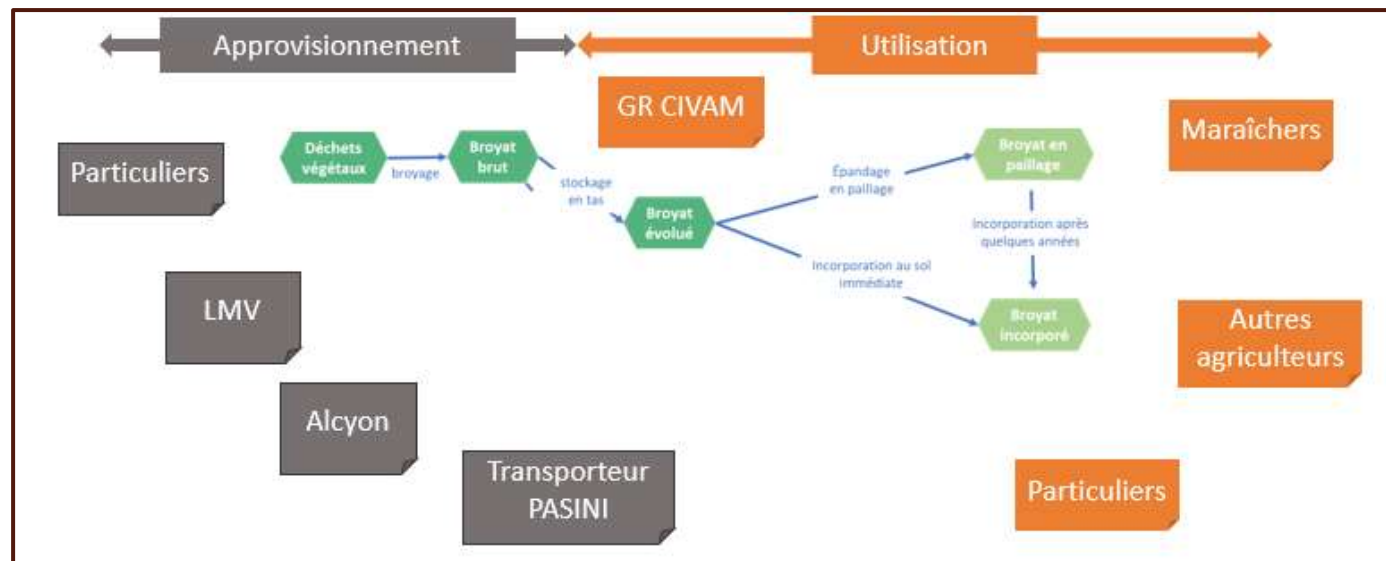 Approvisionnement
Utilisation
GR CIVAM
Maraîchers
Particuliers
Déchets
végétaux
broyage
Broyat
brut
stockage
en tas
Broyat
évolué
Épandage
en paillage
Broyat en
paillage
Incorporation après
quelques années
Incorporation au sol
immédiate
Broyat
incorporé
LMV
Autres
agriculteurs
Alcyon
Transporteur
PASINI
Particuliers